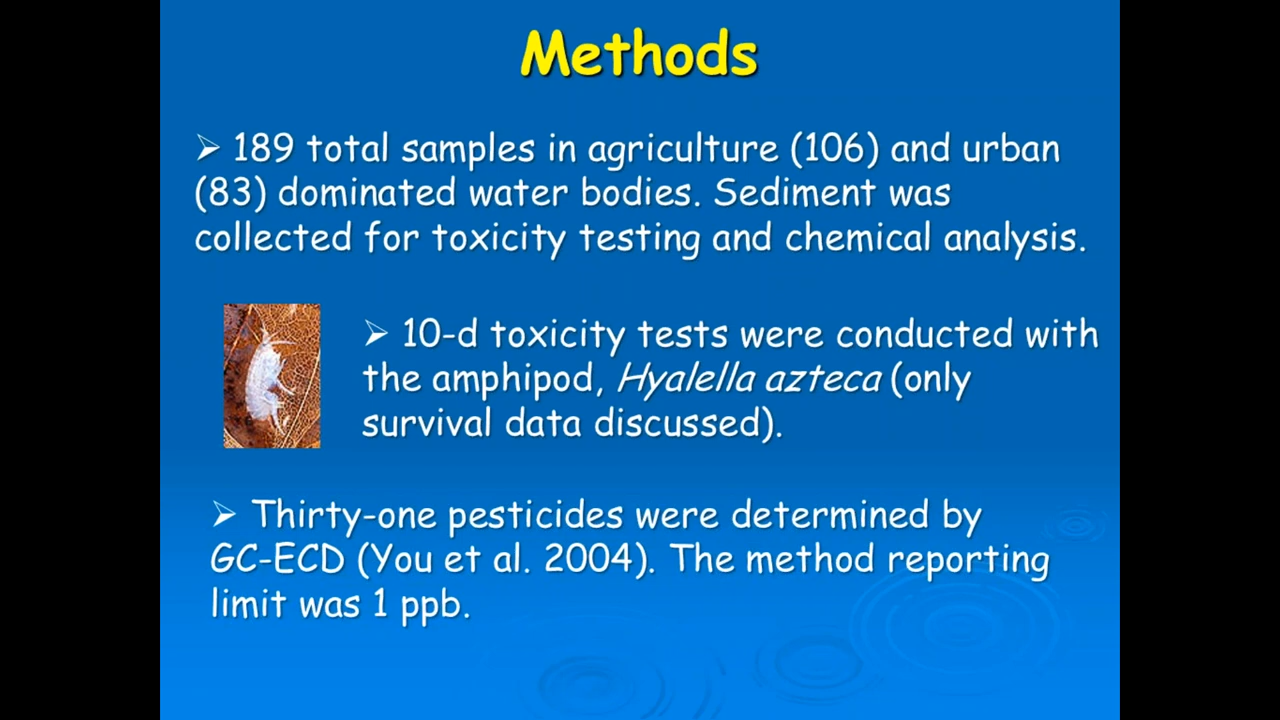 Methods
➢ 189 total samples in agriculture (106) and urban
(83) dominated water bodies. Sediment was
collected for toxicity testing and chemical analysis.
➢ 10-d toxicity tests were conducted with
the amphipod, Hyalella azteca (only
survival data discussed).
➢ Thirty-one pesticides were determined by
GC-ECD (You et al. 2004). The method reporting
limit was 1 ppb.